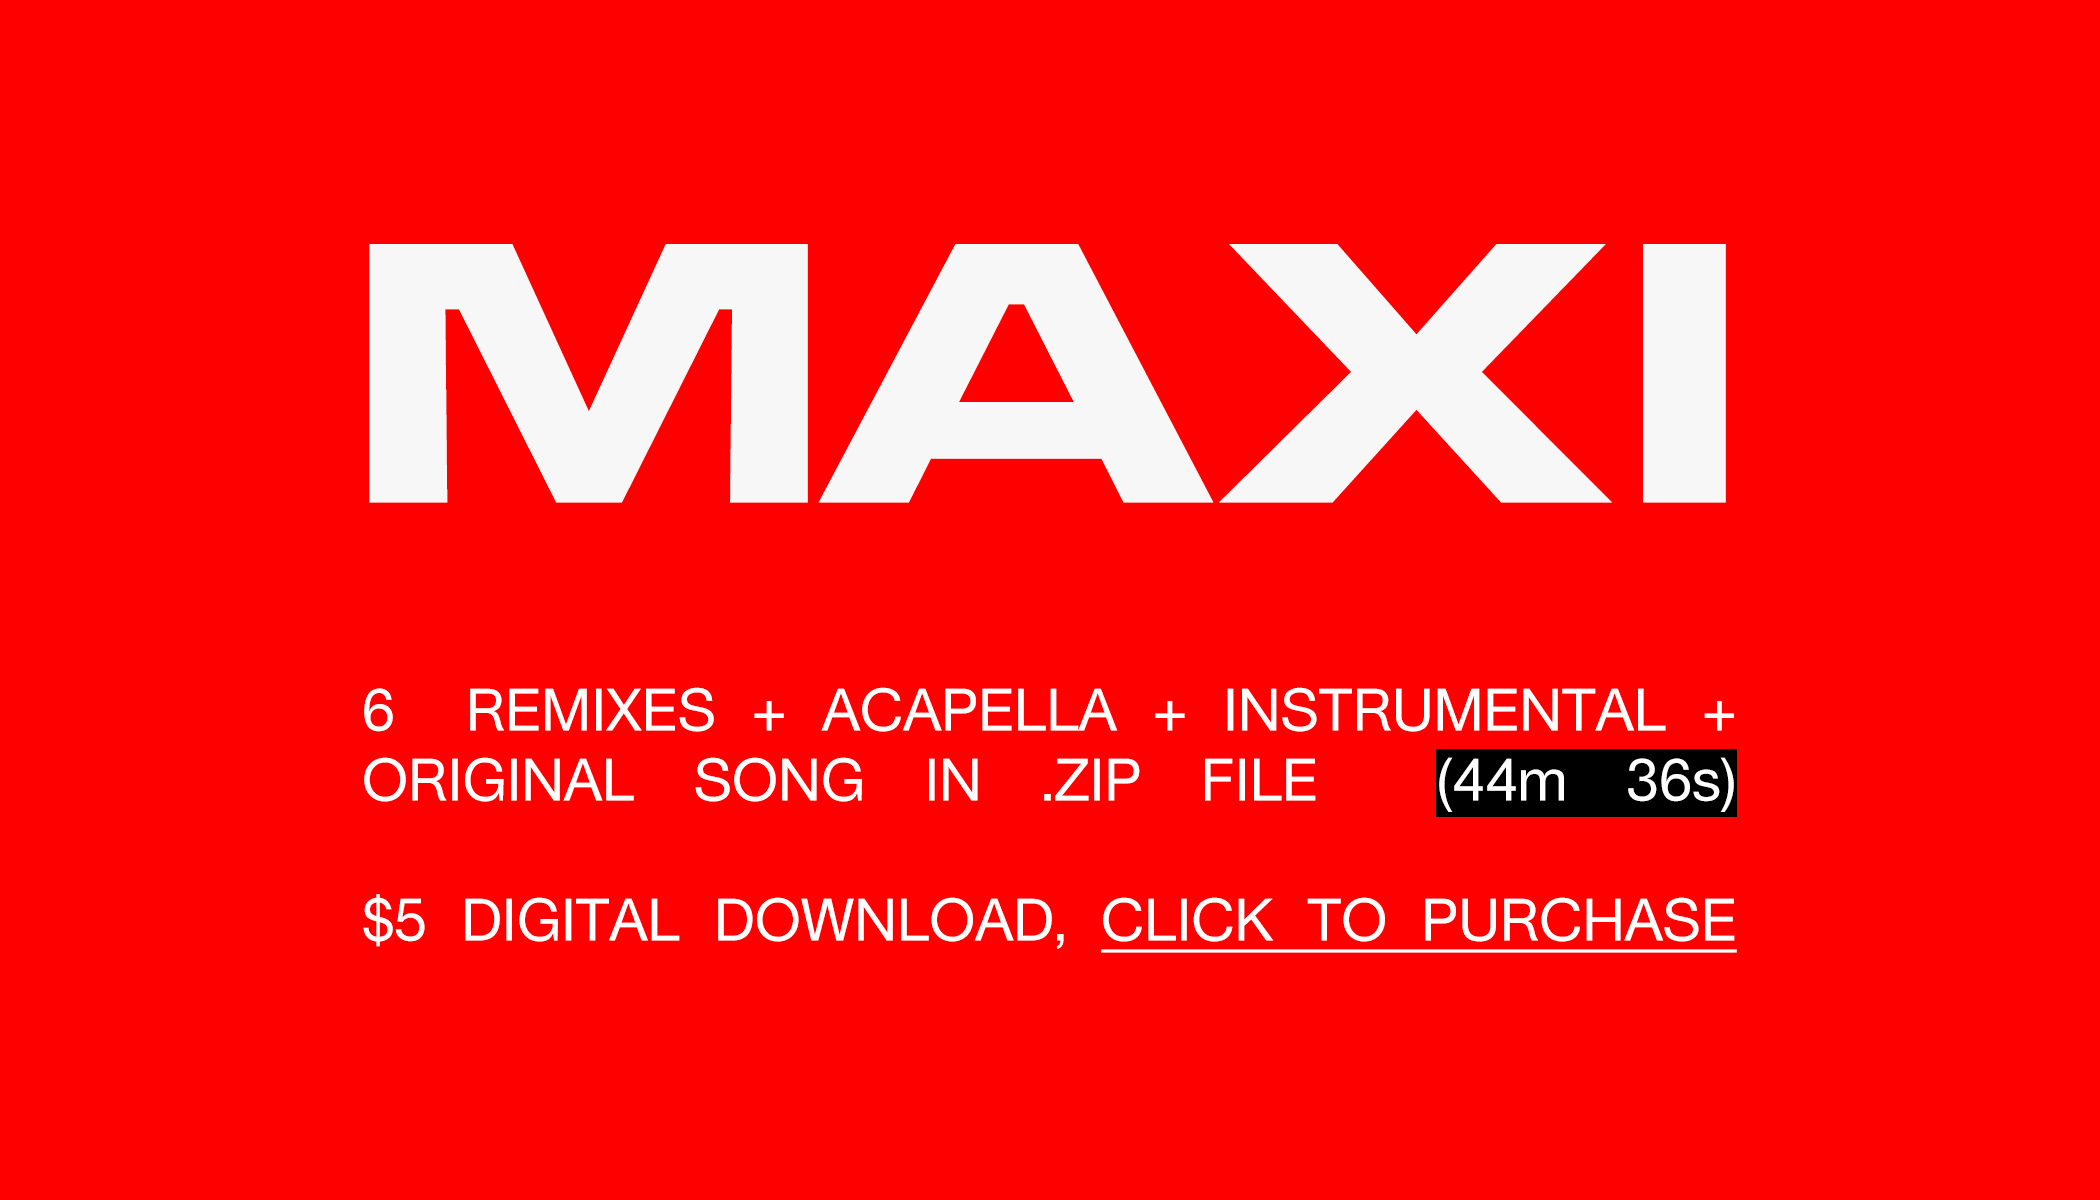 MAXI
6 REMIXES + ACAPELLA + INSTRUMENTAL +
ORIGINAL SONG IN .ZIP FILE (44m 36s)
$5 DIGITAL DOWNLOAD, CLICK TO PURCHASE